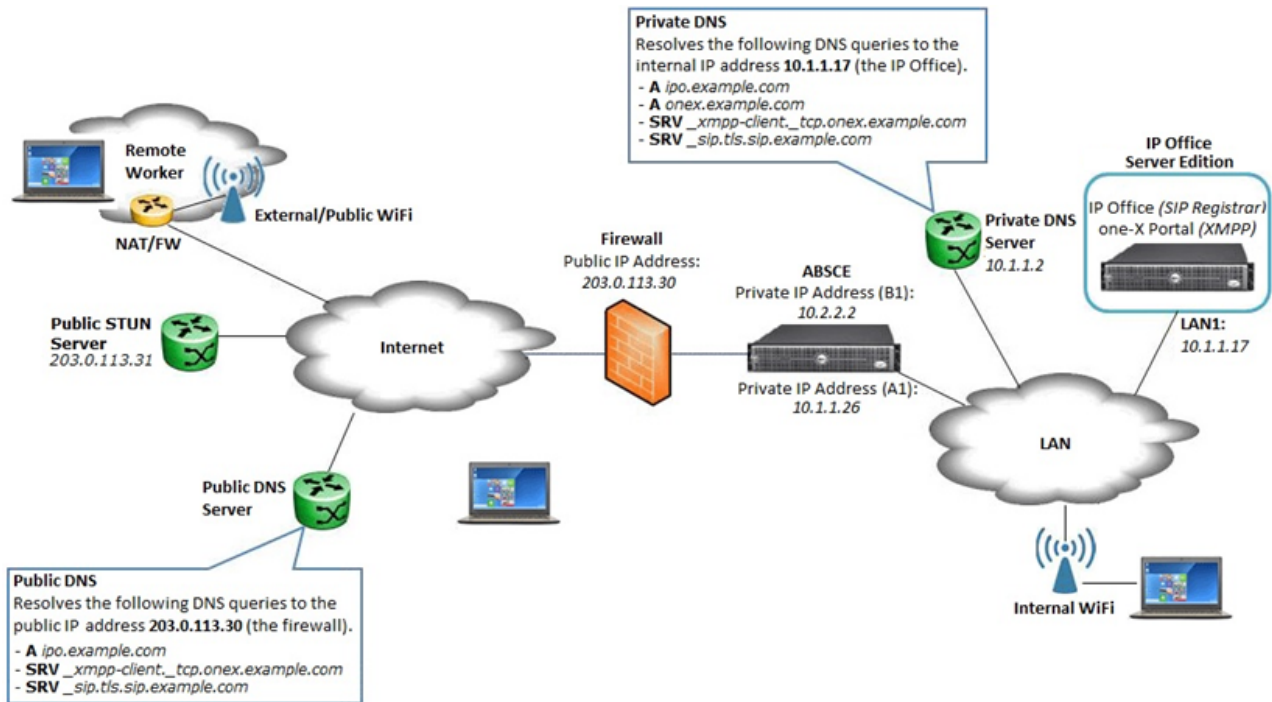 Private DNS
Resolves the following DNS queries to the
internal IP address 10.1.1.17 (the IP Office).
- A ipo.example.com
- A onex.example.com
- SRV _xmpp-client._tcp.onex.example.com
- SRV _sip.tls.sip.example.com
Remote
Worker
External/Public WiFi
NAT/FW
IP Office
Server Edition
IP Office (SIP Registrar)
one-X Portal (XMPP)
Private DNS
Server
10.1.1.2
LAN1:
10.1.1.17
Firewall
Public IP Address:
203.0.113.30
ABSCE
Private IP Address (B1):
10.2.2.2
Private IP Address (A1):
10.1.1.26
Public STUN
Server
203.0.113.31
Internet
LAN
Public DNS
Server
Internal WiFi
Public DNS
Resolves the following DNS queries to the
public IP address 203.0.113.30 (the firewall).
- A ipo.example.com
- SRV _xmpp-client._tcp.onex.example.com
- SRV _sip.tls.sip.example.com